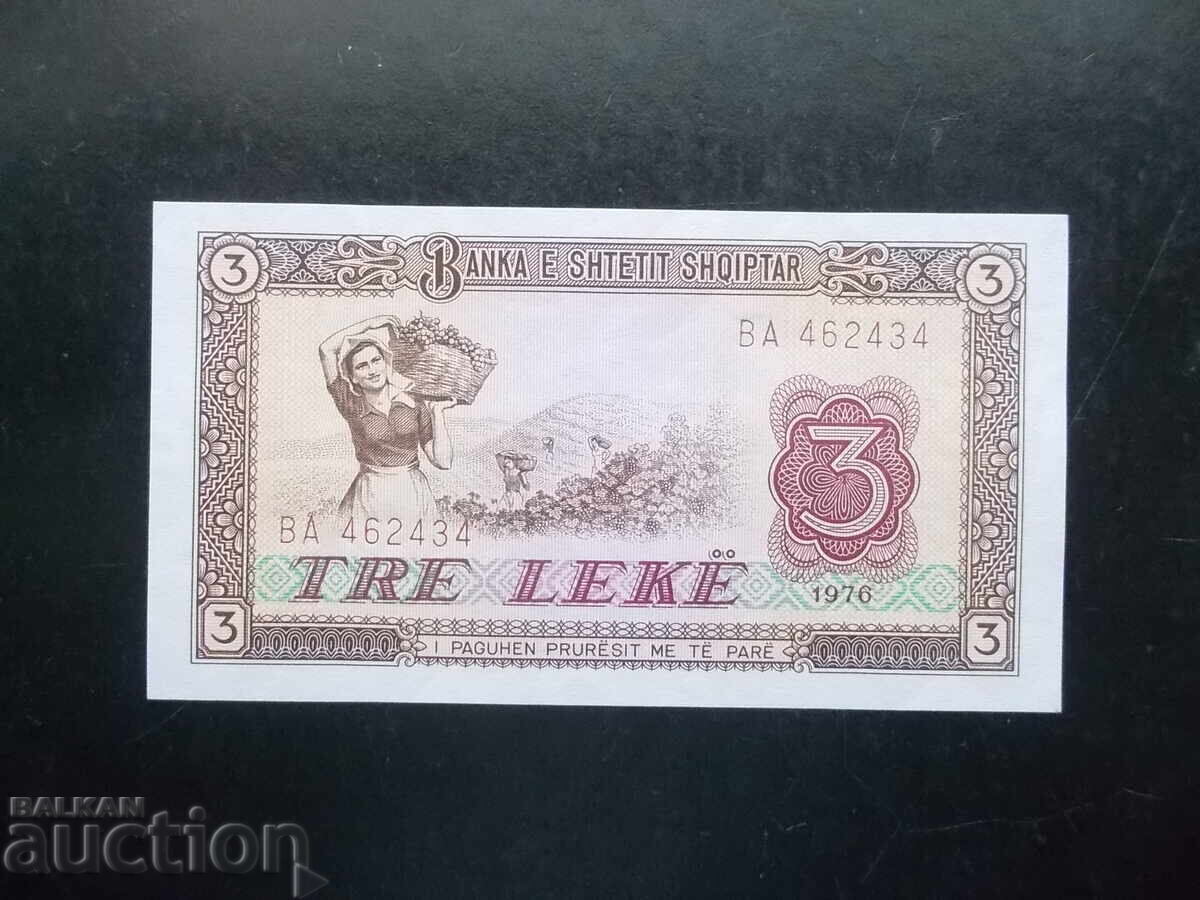 3 BANKA E SHTETIT SHQIPTAR 3
BA 462434
3
BA 462434
TRE LEKË
1976
3 I PAGUHEN PRURËSIT ME TË PARË 3
BALKAN
auction